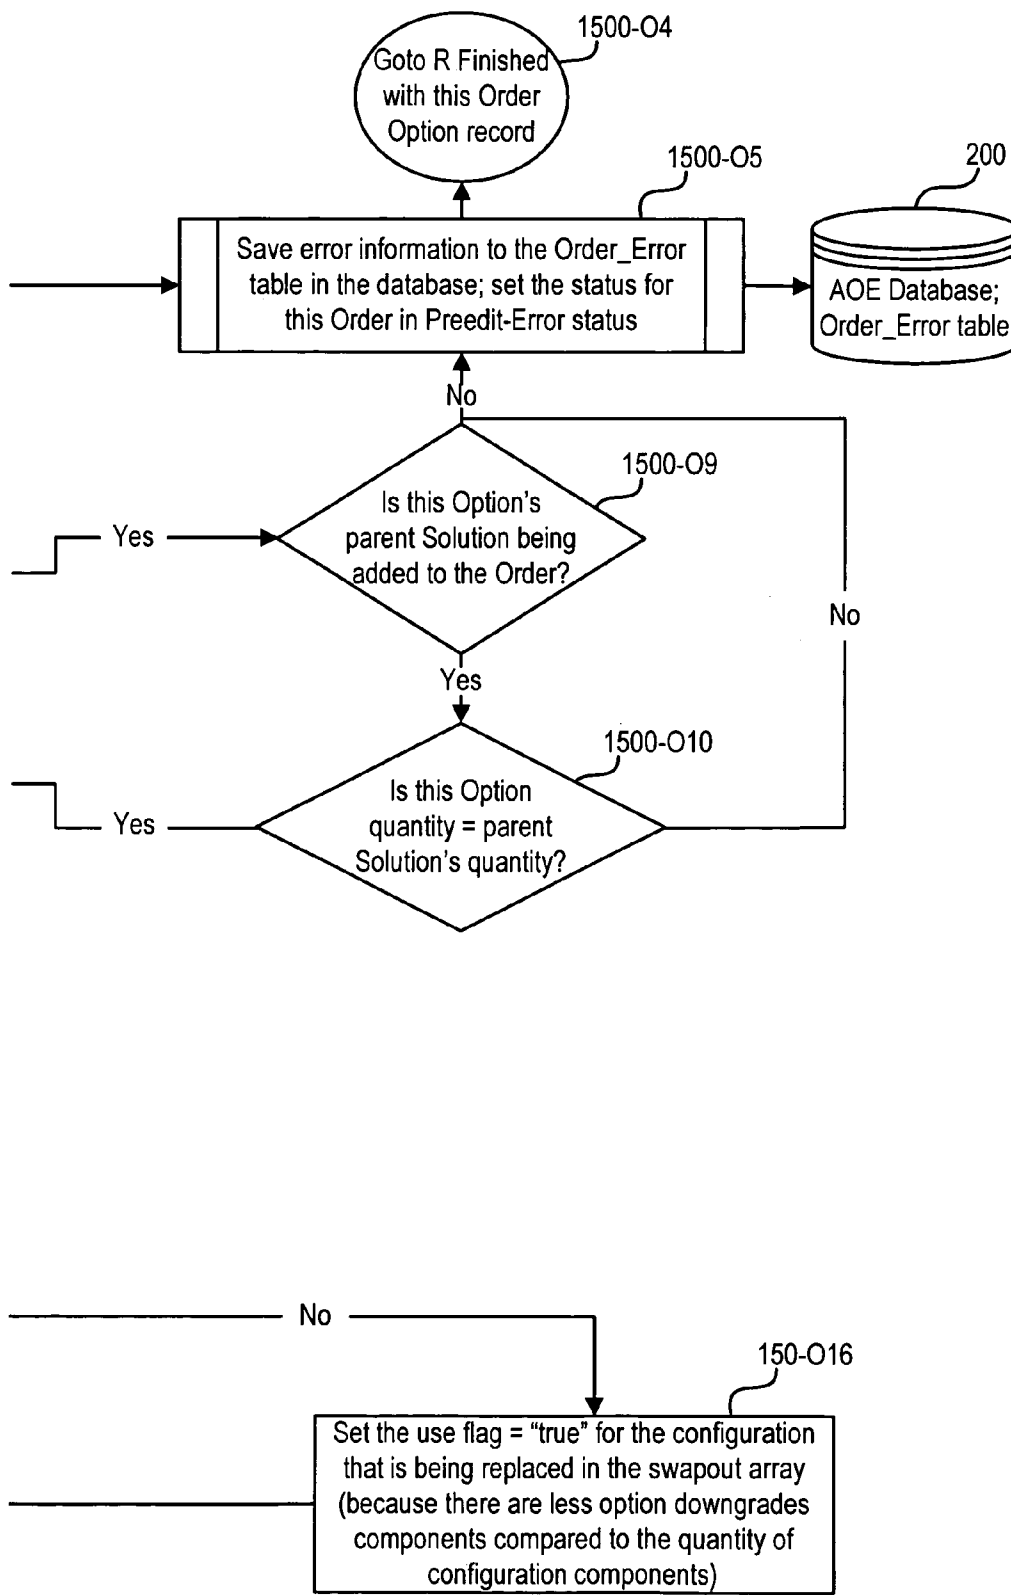 1500-O4
Goto R Finished
with this Order
Option record
1500-O5
200
Save error information to the Order_Error
table in the database; set the status for
this Order in Preedit-Error status
AOE Database;
Order_Error table
No
1500-O9
Is this Option's
parent Solution being
added to the Order?
Yes
No
Yes
1500-O10
Is this Option
quantity = parent
Solution's quantity?
Yes
No
150-O16
Set the use flag = “true” for the configuration
that is being replaced in the swapout array
(because there are less option downgrades
components compared to the quantity of
configuration components)